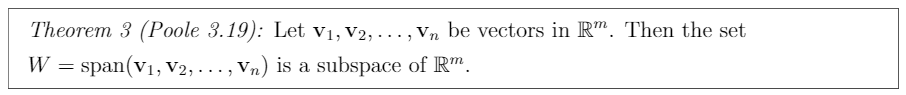 Theorem 3 (Poole 3.19): Let v₁, v₂, . . . , vₙ be vectors in ℝᵐ. Then the set
W = span(v₁, v₂, . . . , vₙ) is a subspace of ℝᵐ.